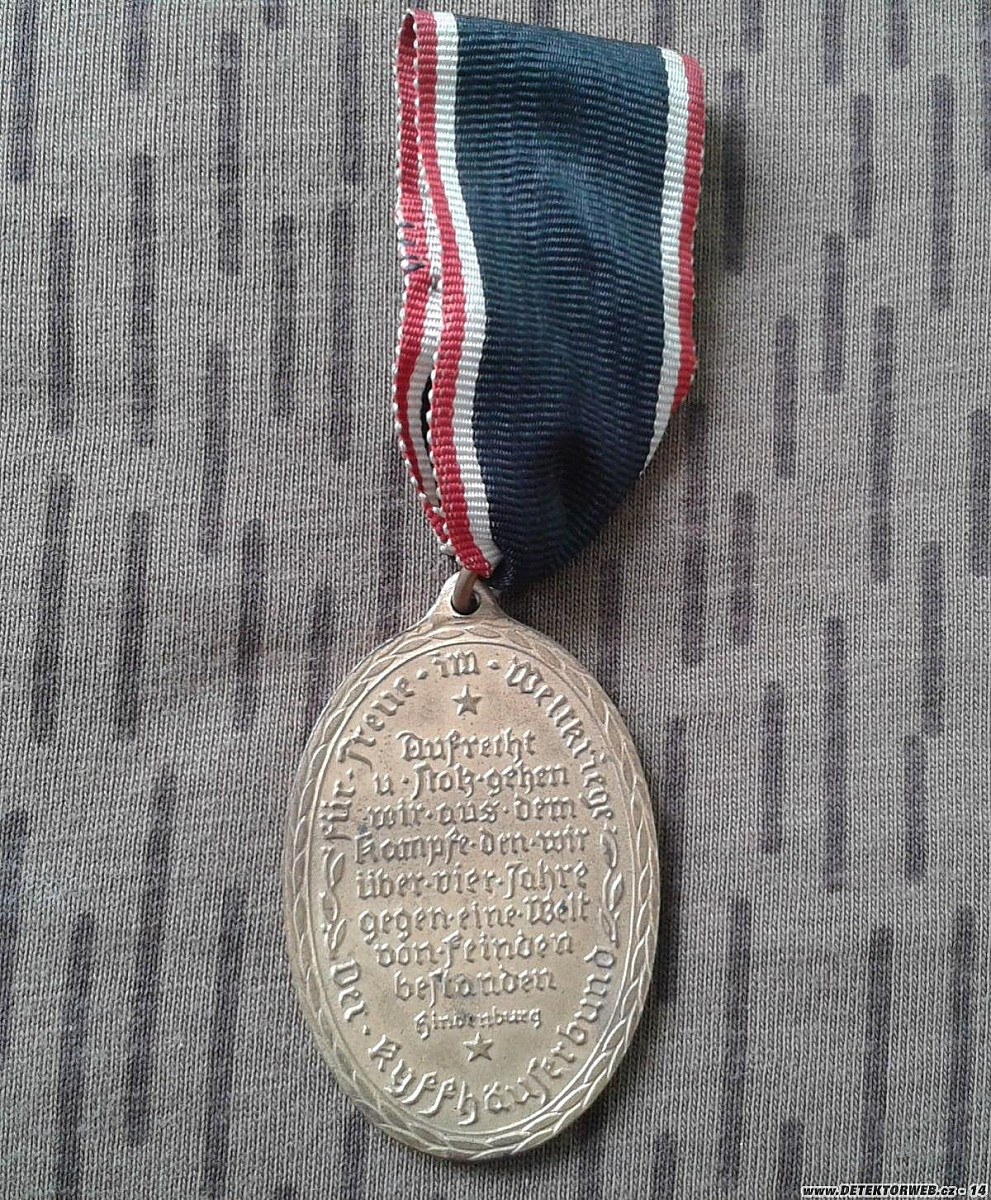 für · Treue · im · Weltkriege
Aufrecht
u · stolz · gehen
wir · aus · dem
Kampfe · den · wir
über · vier · Jahre
gegen · eine · Welt
von · Feinden
bestanden
Hindenburg
Der · Kyffhäuserbund
www.DETEKTORWEB.cz - 14